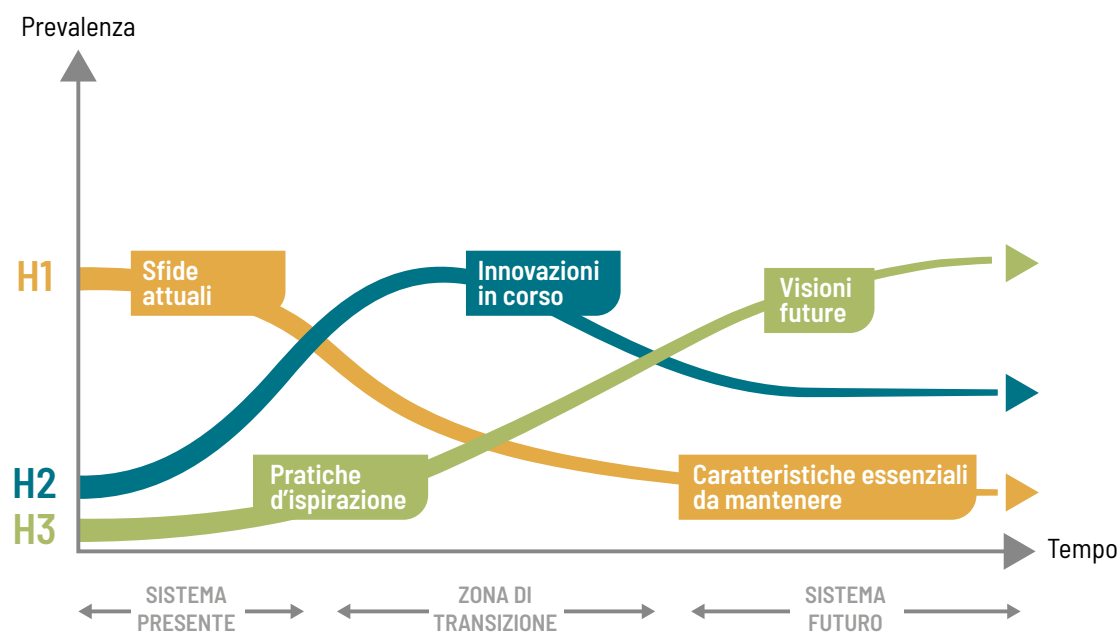 Prevalenza
H1
Sfide
attuali
Innovazioni
in corso
Visioni
future
H2
H3
Pratiche
d'ispirazione
Caratteristiche essenziali
da mantenere
Tempo
SISTEMA
PRESENTE
ZONA DI
TRANSIZIONE
SISTEMA
FUTURO